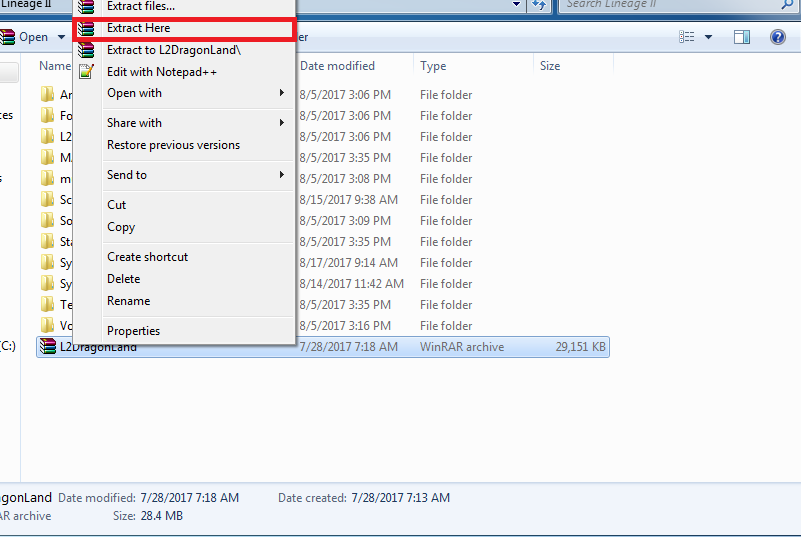 Lineage II
Search Lineage II
Extract files...
Open
Extract Here
er
Extract to L2DragonLand\
Edit with Notepad++
Open with
Share with
Restore previous versions
Send to
Cut
Copy
Create shortcut
Delete
Rename
Properties
Name
Date modified
Type
Size
An
8/5/2017 3:06 PM
File folder
Fo
8/5/2017 3:06 PM
File folder
L2
8/5/2017 3:06 PM
File folder
MA
8/5/2017 3:35 PM
File folder
m
8/5/2017 3:08 PM
File folder
Sc
8/15/2017 9:38 AM
File folder
So
8/5/2017 3:09 PM
File folder
Sta
8/5/2017 3:35 PM
File folder
Sy
8/17/2017 9:14 AM
File folder
Sy
8/14/2017 11:42 AM
File folder
Te
8/5/2017 3:35 PM
File folder
Vo
8/5/2017 3:16 PM
File folder
L2DragonLand
7/28/2017 7:18 AM
WinRAR archive
29,151 KB
ces
s
(C:)
agonLand Date modified: 7/28/2017 7:18 AM Date created: 7/28/2017 7:13 AM
AR archive Size: 28.4 MB